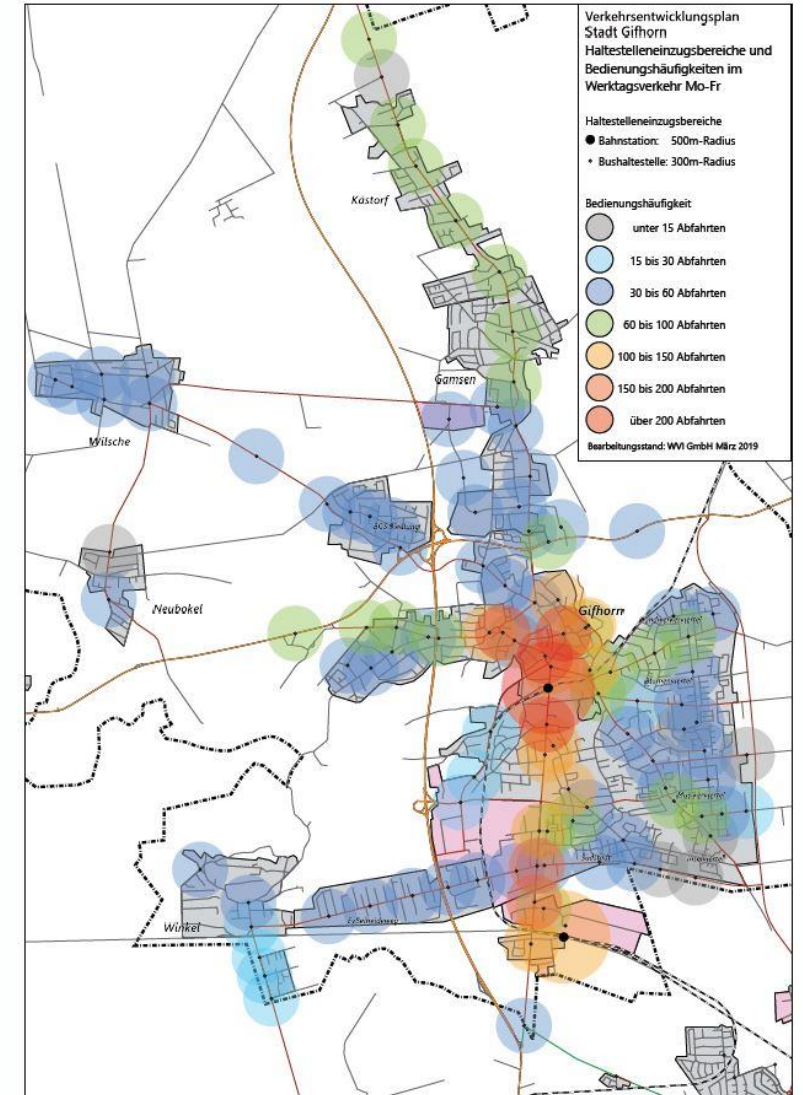 Verkehrsentwicklungsplan
Stadt Gifhorn
Haltestelleneinzugsbereiche und
Bedienungshäufigkeiten im
Werktagsverkehr Mo-Fr
Haltestelleneinzugsbereiche
Bahnstation: 500m-Radius
Bushaltestelle: 300m-Radius
Bedienungshäufigkeit
unter 15 Abfahrten
15 bis 30 Abfahrten
30 bis 60 Abfahrten
60 bis 100 Abfahrten
100 bis 150 Abfahrten
150 bis 200 Abfahrten
über 200 Abfahrten
Bearbeitungsstand: WVI GmbH März 2019
Kästorf
Gamsen
Wilsche
Neubokel
Gifhorn
Winkel